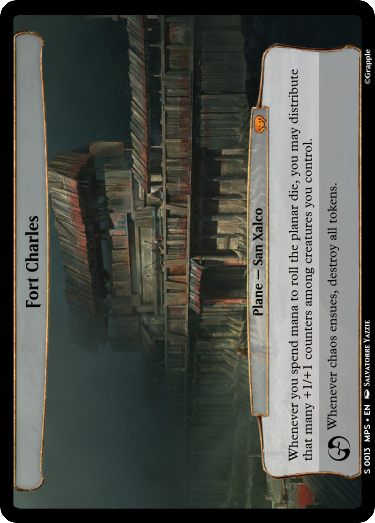 Fort Charles
Plane — San Xalco
Whenever you spend mana to roll the planar die, you may distribute
that many +1/+1 counters among creatures you control.
Whenever chaos ensues, destroy all tokens.
S 0013 MPS • EN Salvatorre Yazzie
©Grapple